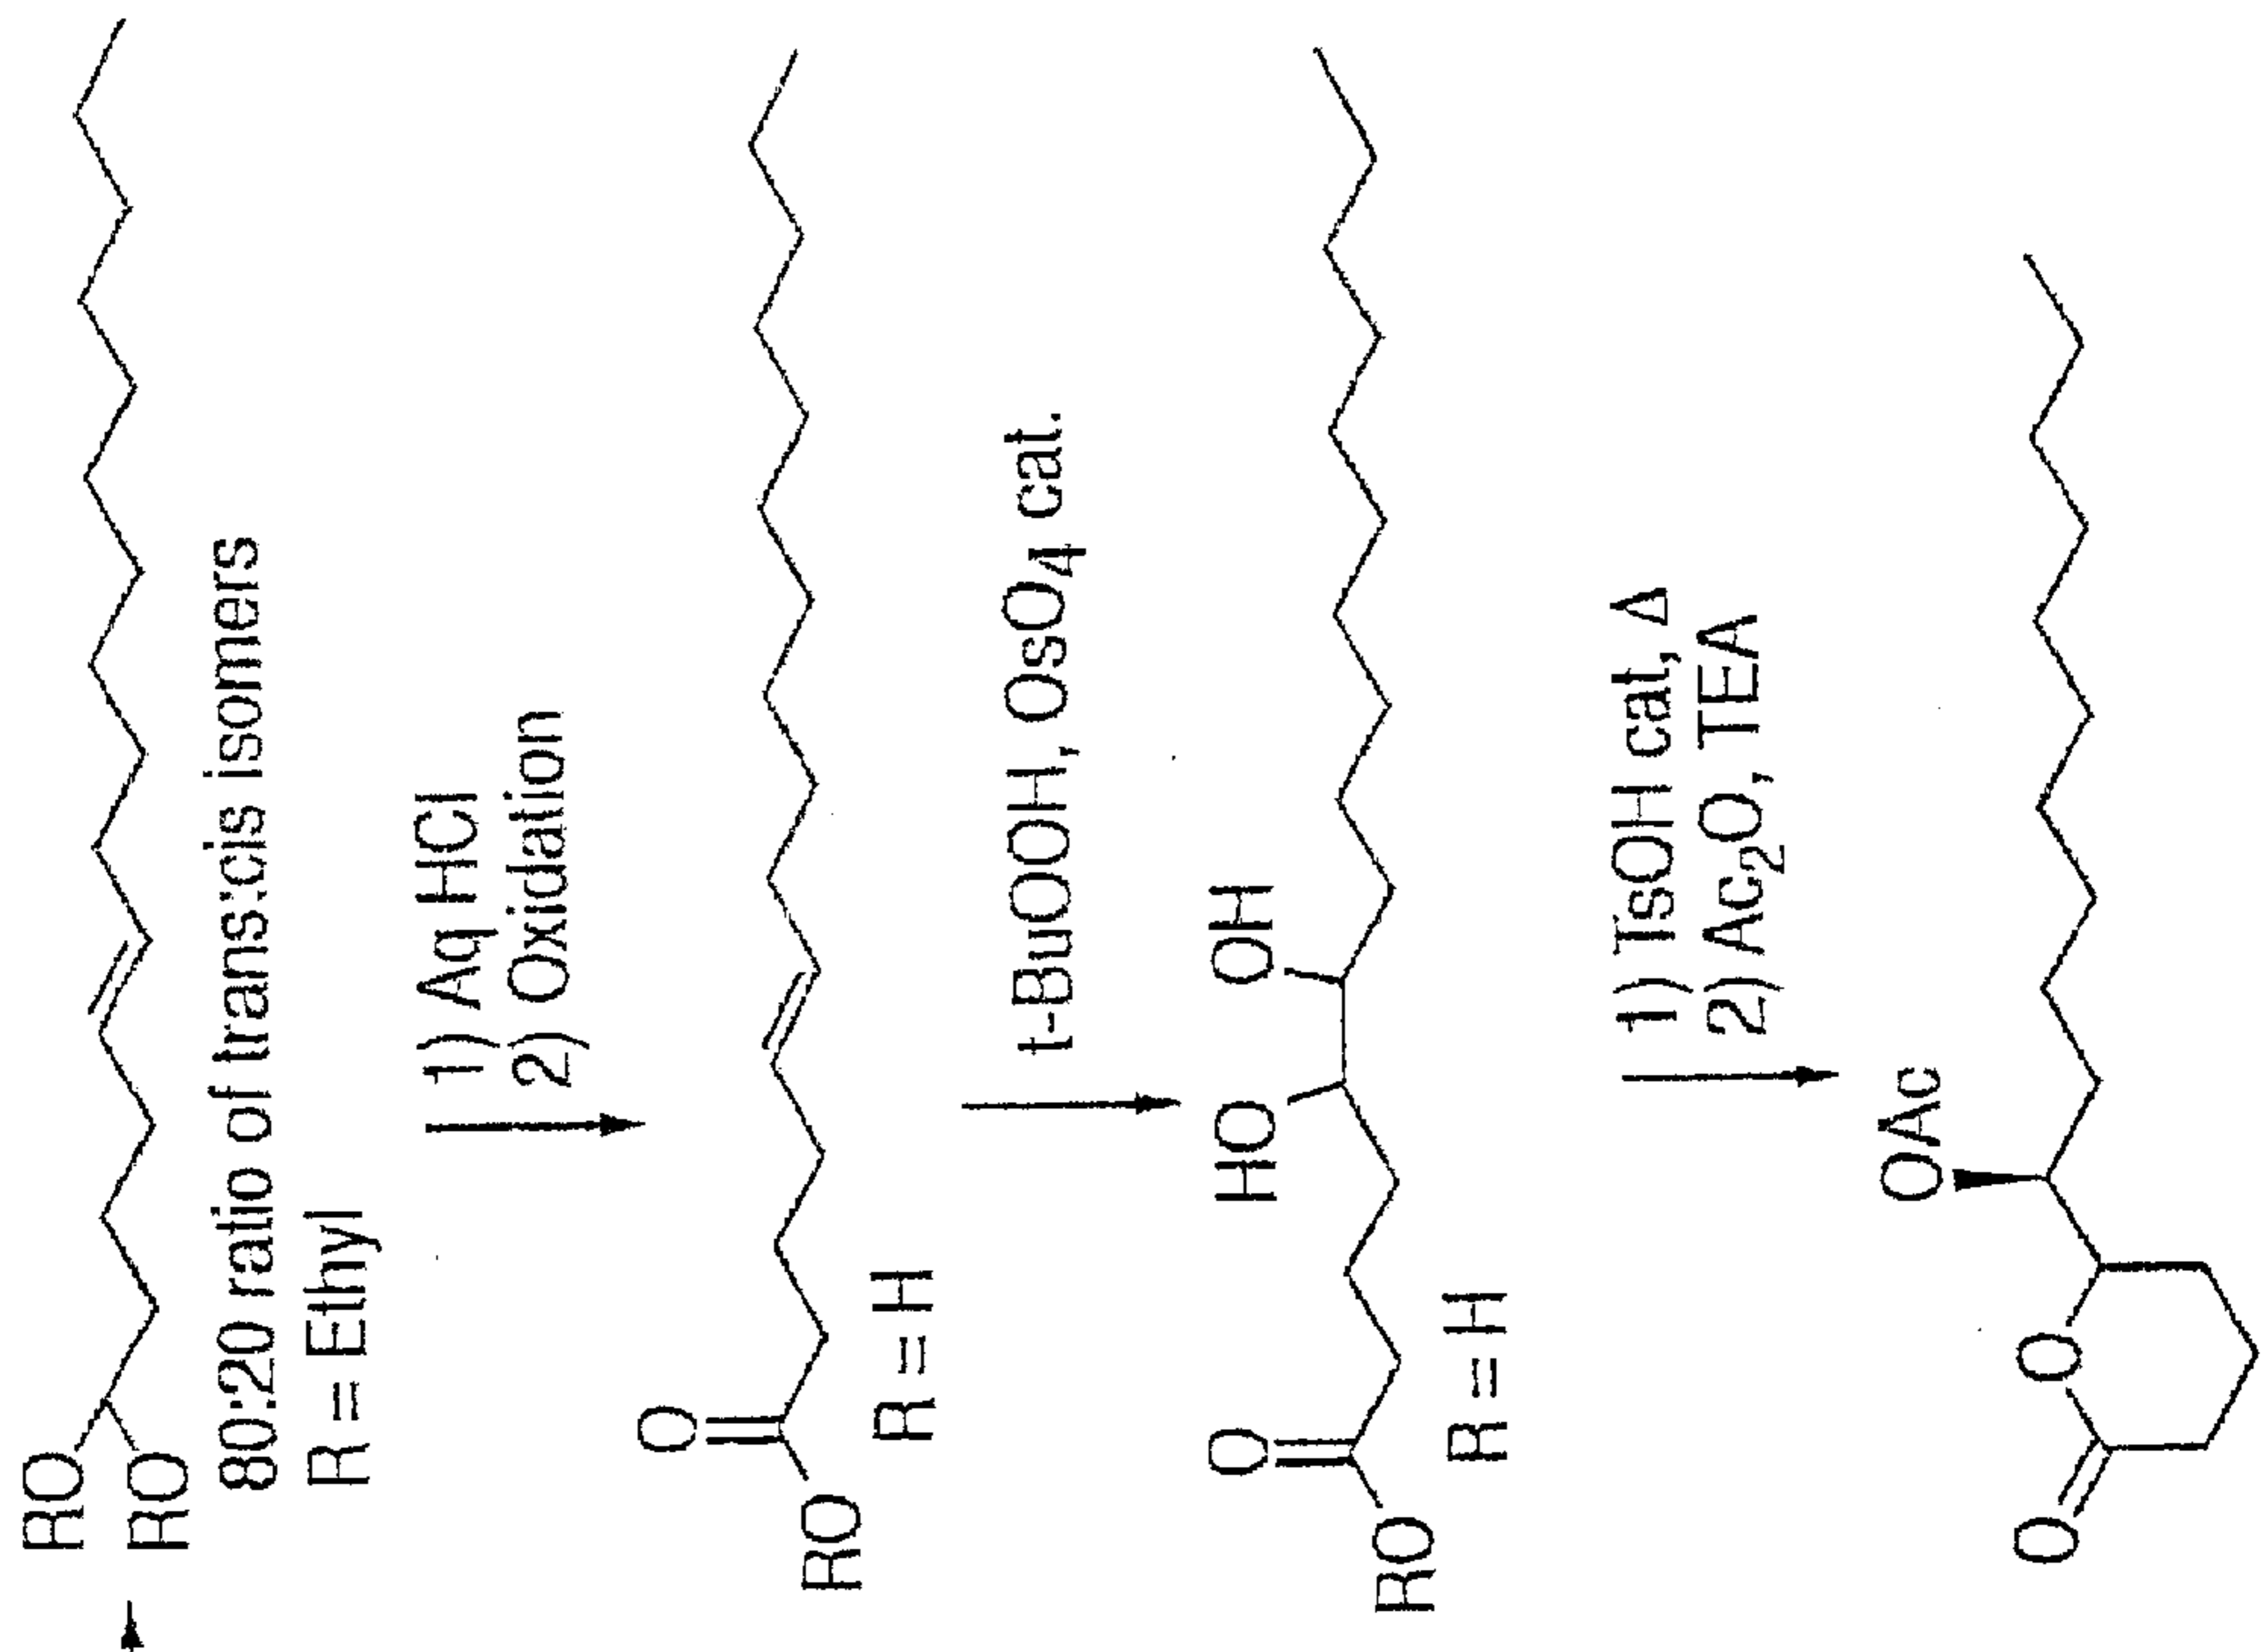 RO
RO
80:20 ratio of trans:cis isomers
R = Ethyl
1) Aq HCl
2) Oxidation
O
RO
R = H
t-BuOOH, OsO4 cat.
HO
OH
O
RO
R = H
1) TsOH cat, Δ
2) Ac2O, TEA
OAc
O
O